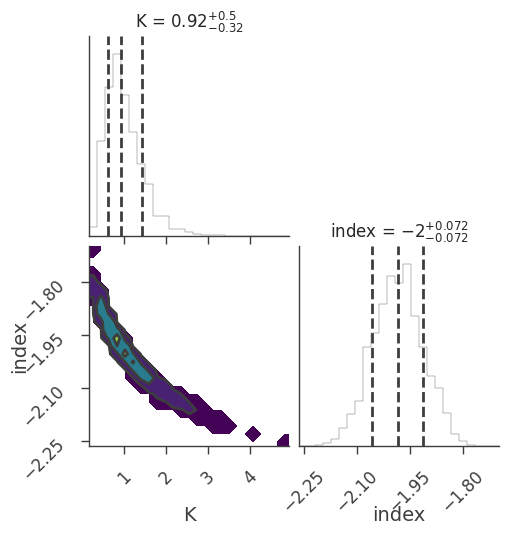 K = 0.92+0.5−0.32
index = −2+0.072−0.072
index
−1.80
−1.95
−2.10
−2.25
1 2 3 4
K
−2.25 −2.10 −1.95 −1.80
index